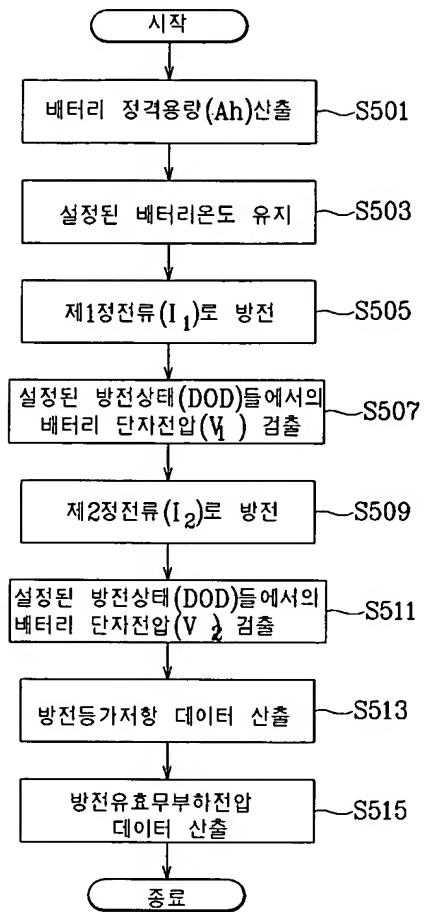 시작
배터리 정격용량(Ah)산출
S501
설정된 배터리온도 유지
S503
제1정전류(I1)로 방전
S505
설정된 방전상태(DOD)들에서의
배터리 단자전압(V1) 검출
S507
제2정전류(I2)로 방전
S509
설정된 방전상태(DOD)들에서의
배터리 단자전압(V2) 검출
S511
방전등가저항 데이터 산출
S513
방전유효무부하전압
데이터 산출
S515
종료